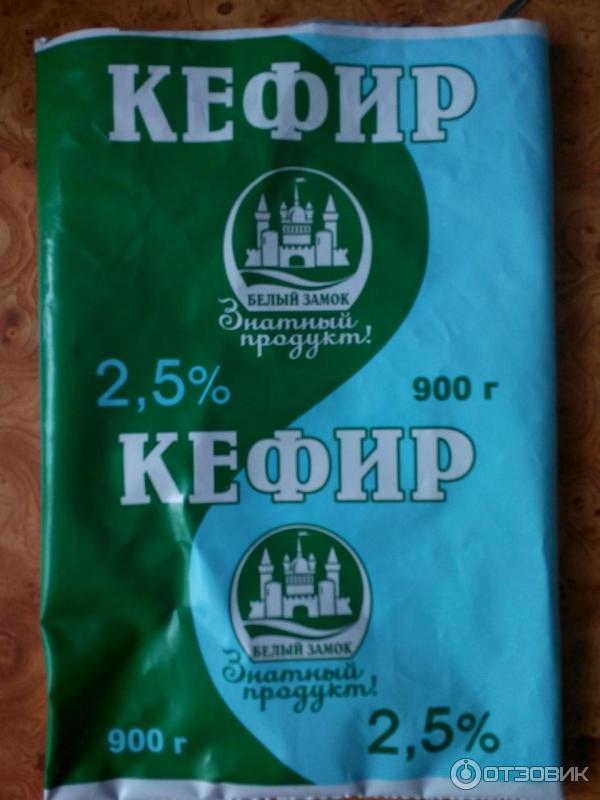 КЕФИР
БЕЛЫЙ ЗАМОК
Знатный
продукт!
2,5%
900 г
КЕФИР
БЕЛЫЙ ЗАМОК
Знатный
продукт!
900 г
2,5%
ОТЗОВИК